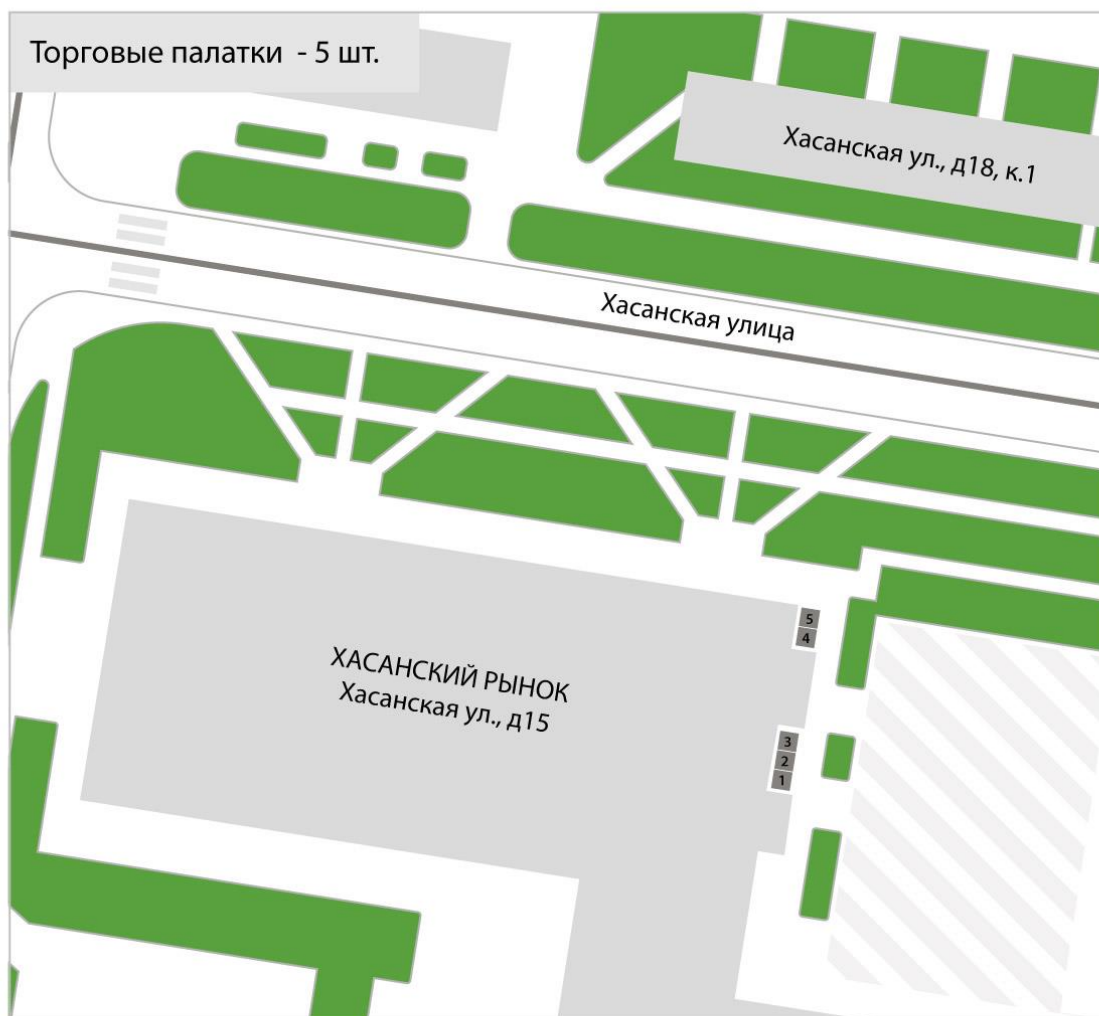 Торговые палатки - 5 шт.
Хасанская ул., д18, к.1
Хасанская улица
5
4
ХАСАНСКИЙ РЫНОК
Хасанская ул., д15
3
2
1